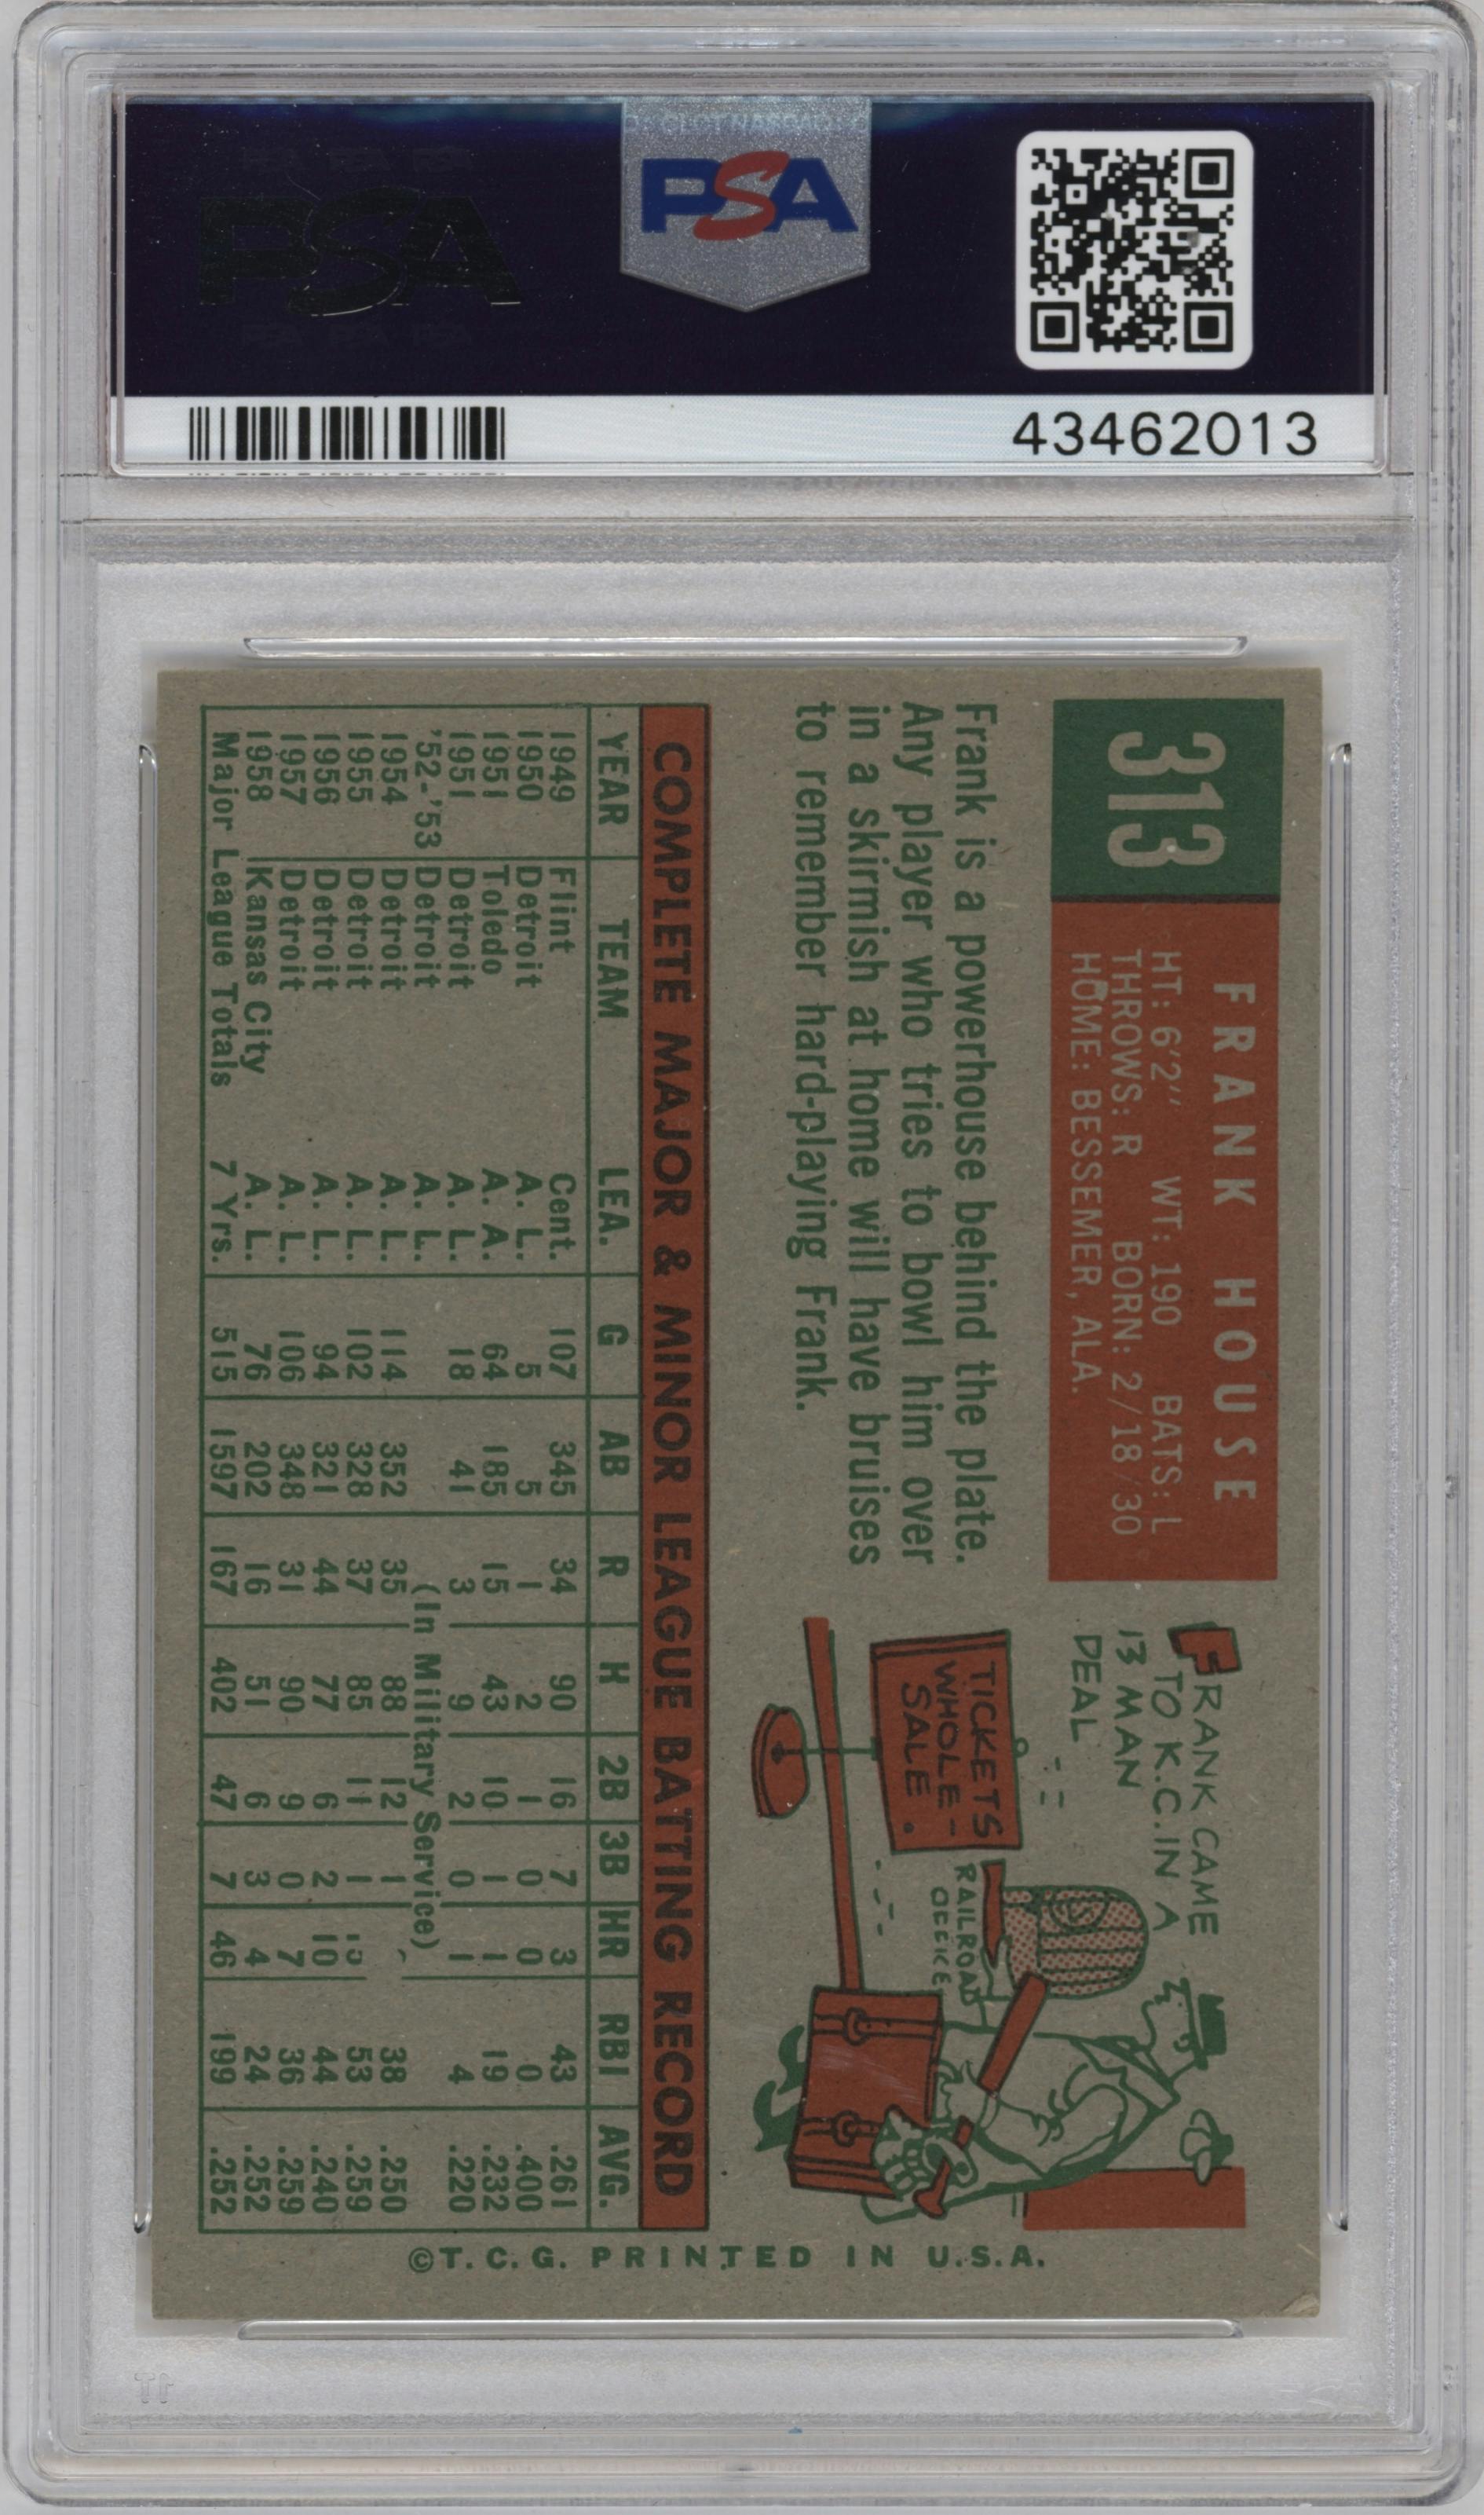 PSA
PSA
43462013
313
FRANK HOUSE
HT: 6'2" WT: 190 BATS: L
THROWS: R BORN: 2/18/30
HOME: BESSEMER, ALA.
Frank is a powerhouse behind the plate.
Any player who tries to bowl him over
in a skirmish at home will have bruises
to remember hard-playing Frank.
FRANK CAME
TO K.C. IN A
13 MAN
DEAL
TICKETS
WHOLE-
SALE.
RAILROAD
OFFICE
COMPLETE MAJOR & MINOR LEAGUE BATTING RECORD
YEAR TEAM LEA. G AB R H 2B 3B HR RBI AVG.
1949 Flint Cent. 107 345 34 90 16 7 3 43 .261
1950 Detroit A. L. 5 5 1 2 1 0 0 0 .400
1951 Toledo A. A. 64 185 15 43 10 1 1 19 .232
1951 Detroit A. L. 18 41 3 9 2 0 1 4 .220
'52-'53 Detroit A. L. (In Military Service)
1954 Detroit A. L. 114 352 35 88 12 1 38 .250
1955 Detroit A. L. 102 328 37 85 11 1 15 53 .259
1956 Detroit A. L. 94 321 44 77 6 2 10 44 .240
1957 Detroit A. L. 106 348 31 90 9 0 7 36 .259
1958 Kansas City A. L. 76 202 16 51 6 3 4 24 .252
Major League Totals 7 Yrs. 515 1597 167 402 47 7 46 199 .252
©T. C. G. PRINTED IN U.S.A.